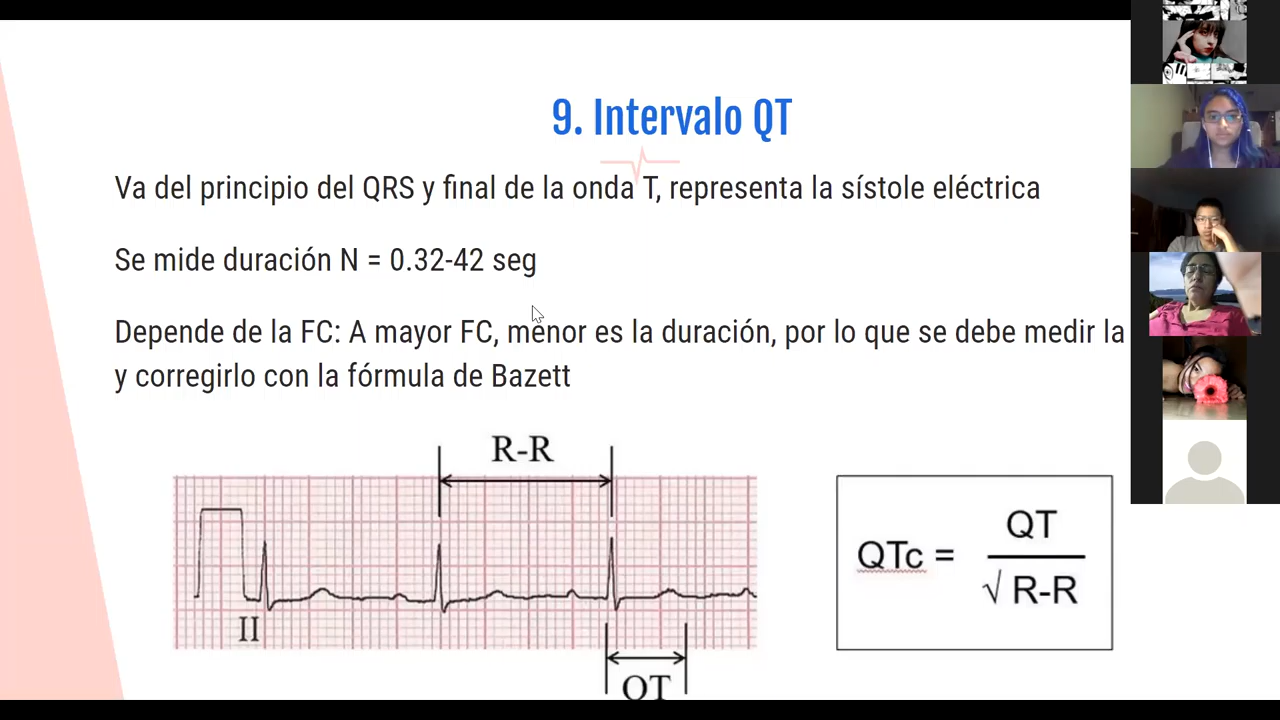 9. Intervalo QT
Va del principio del QRS y final de la onda T, representa la sístole eléctrica
Se mide duración N = 0.32-42 seg
Depende de la FC: A mayor FC, menor es la duración, por lo que se debe medir la
y corregirlo con la fórmula de Bazett
R-R
II
QT
QTc =
QT
√ R-R